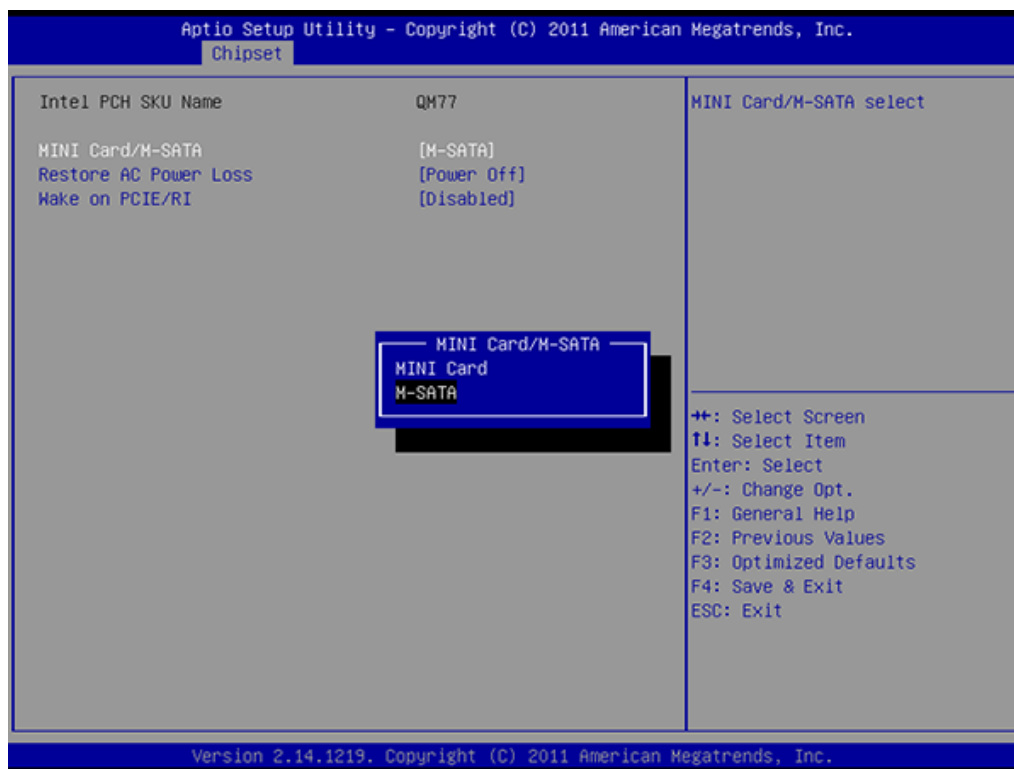 Aptio Setup Utility – Copyright (C) 2011 American Megatrends, Inc.
Chipset
Intel PCH SKU Name QM77
MINI Card/M-SATA [M-SATA]
Restore AC Power Loss [Power Off]
Wake on PCIE/RI [Disabled]
MINI Card/M-SATA select
MINI Card/M-SATA
MINI Card
M-SATA
→←: Select Screen
↑↓: Select Item
Enter: Select
+/-: Change Opt.
F1: General Help
F2: Previous Values
F3: Optimized Defaults
F4: Save & Exit
ESC: Exit
Version 2.14.1219. Copyright (C) 2011 American Megatrends, Inc.